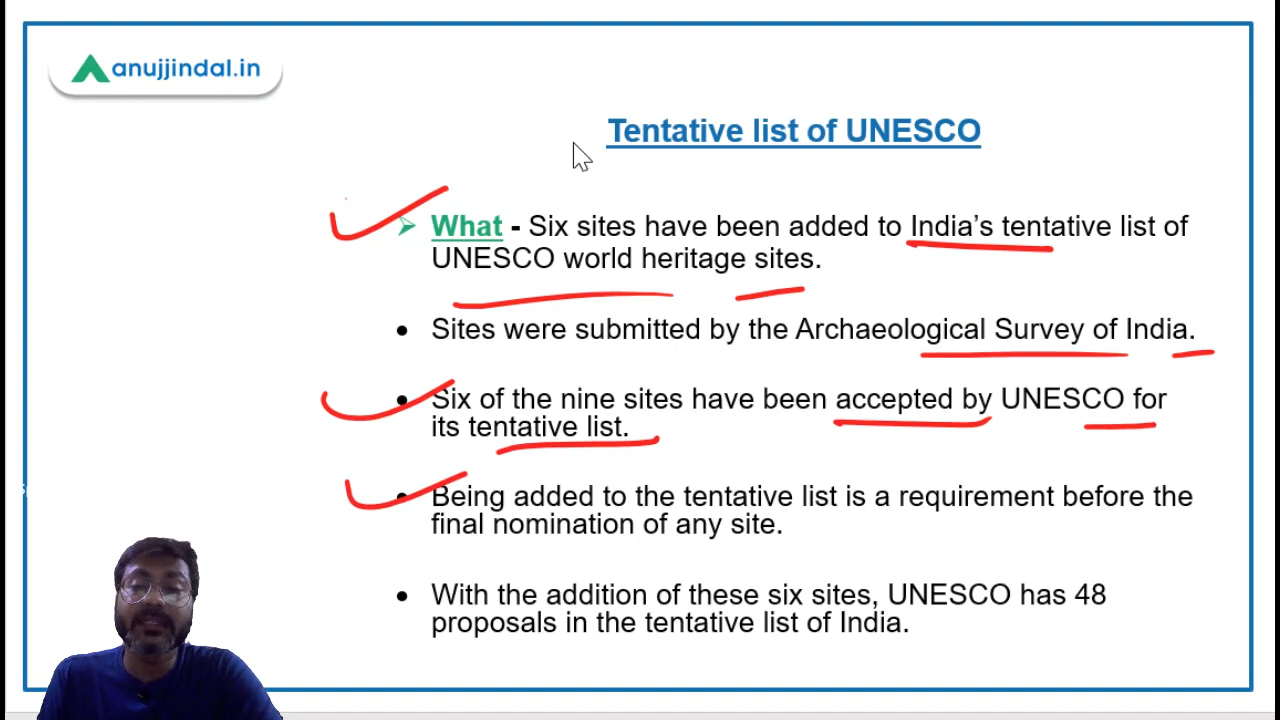 anujjindal.in
Tentative list of UNESCO
What - Six sites have been added to India's tentative list of
UNESCO world heritage sites.
Sites were submitted by the Archaeological Survey of India.
Six of the nine sites have been accepted by UNESCO for
its tentative list.
Being added to the tentative list is a requirement before the
final nomination of any site.
With the addition of these six sites, UNESCO has 48
proposals in the tentative list of India.